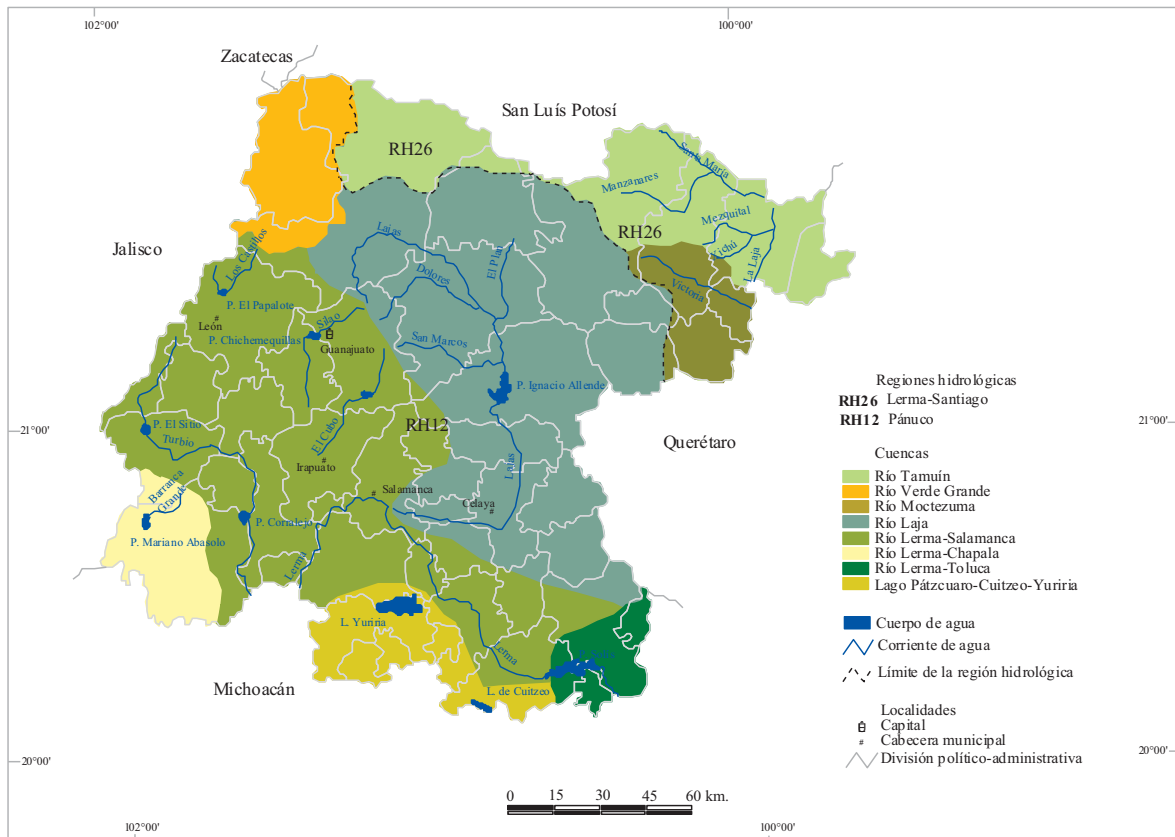 102°00'
100°00'
Zacatecas
San Luís Potosí
RH26
Santa María
Manzanares
Mezquital
RH26
Xichú
La Laja
Jalisco
Los Castillos
Lajas
El Plan
Dolores
Victoria
P. El Papalote
León
Silao
P. Chichemequillas
Guanajuato
San Marcos
P. Ignacio Allende
RH12
21°00'
21°00'
P. El Sitio
Turbio
El Cubo
Irapuato
Querétaro
Barranca
Grande
Salamanca
Celaya
Lajas
P. Corralejo
P. Mariano Abasolo
Lerma
L. Yuriria
Lerma
P. Solís
L. de Cuitzeo
Michoacán
20°00'
20°00'
Regiones hidrológicas
RH26 Lerma-Santiago
RH12 Pánuco
Cuencas
Río Tamuín
Río Verde Grande
Río Moctezuma
Río Laja
Río Lerma-Salamanca
Río Lerma-Chapala
Río Lerma-Toluca
Lago Pátzcuaro-Cuitzeo-Yuriria
Cuerpo de agua
Corriente de agua
Límite de la región hidrológica
Localidades
Capital
# Cabecera municipal
División político-administrativa
0 15 30 45 60 km.
102°00'
100°00'